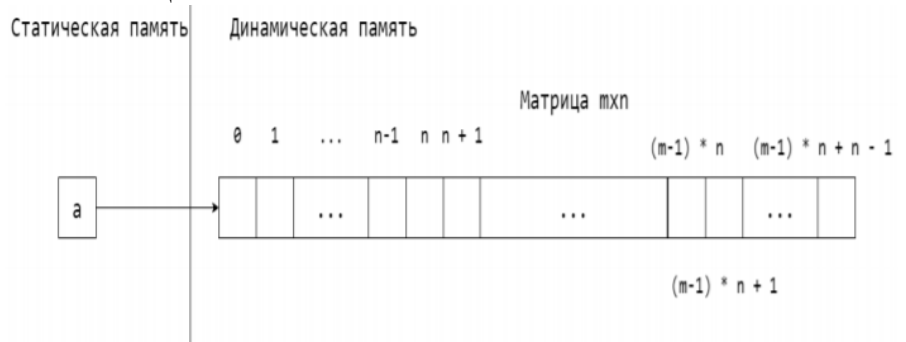 Статическая память Динамическая память
Матрица mxn
0 1 ... n-1 n n + 1 (m-1) * n (m-1) * n + n - 1
a ... ... ...
(m-1) * n + 1